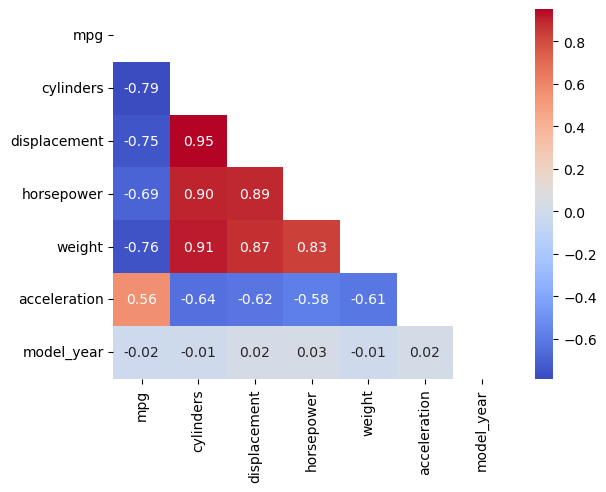 mpg
cylinders -0.79
displacement -0.75 0.95
horsepower -0.69 0.90 0.89
weight -0.76 0.91 0.87 0.83
acceleration 0.56 -0.64 -0.62 -0.58 -0.61
model_year -0.02 -0.01 0.02 0.03 -0.01 0.02
mpg cylinders displacement horsepower weight acceleration model_year
0.8
0.6
0.4
0.2
0.0
-0.2
-0.4
-0.6